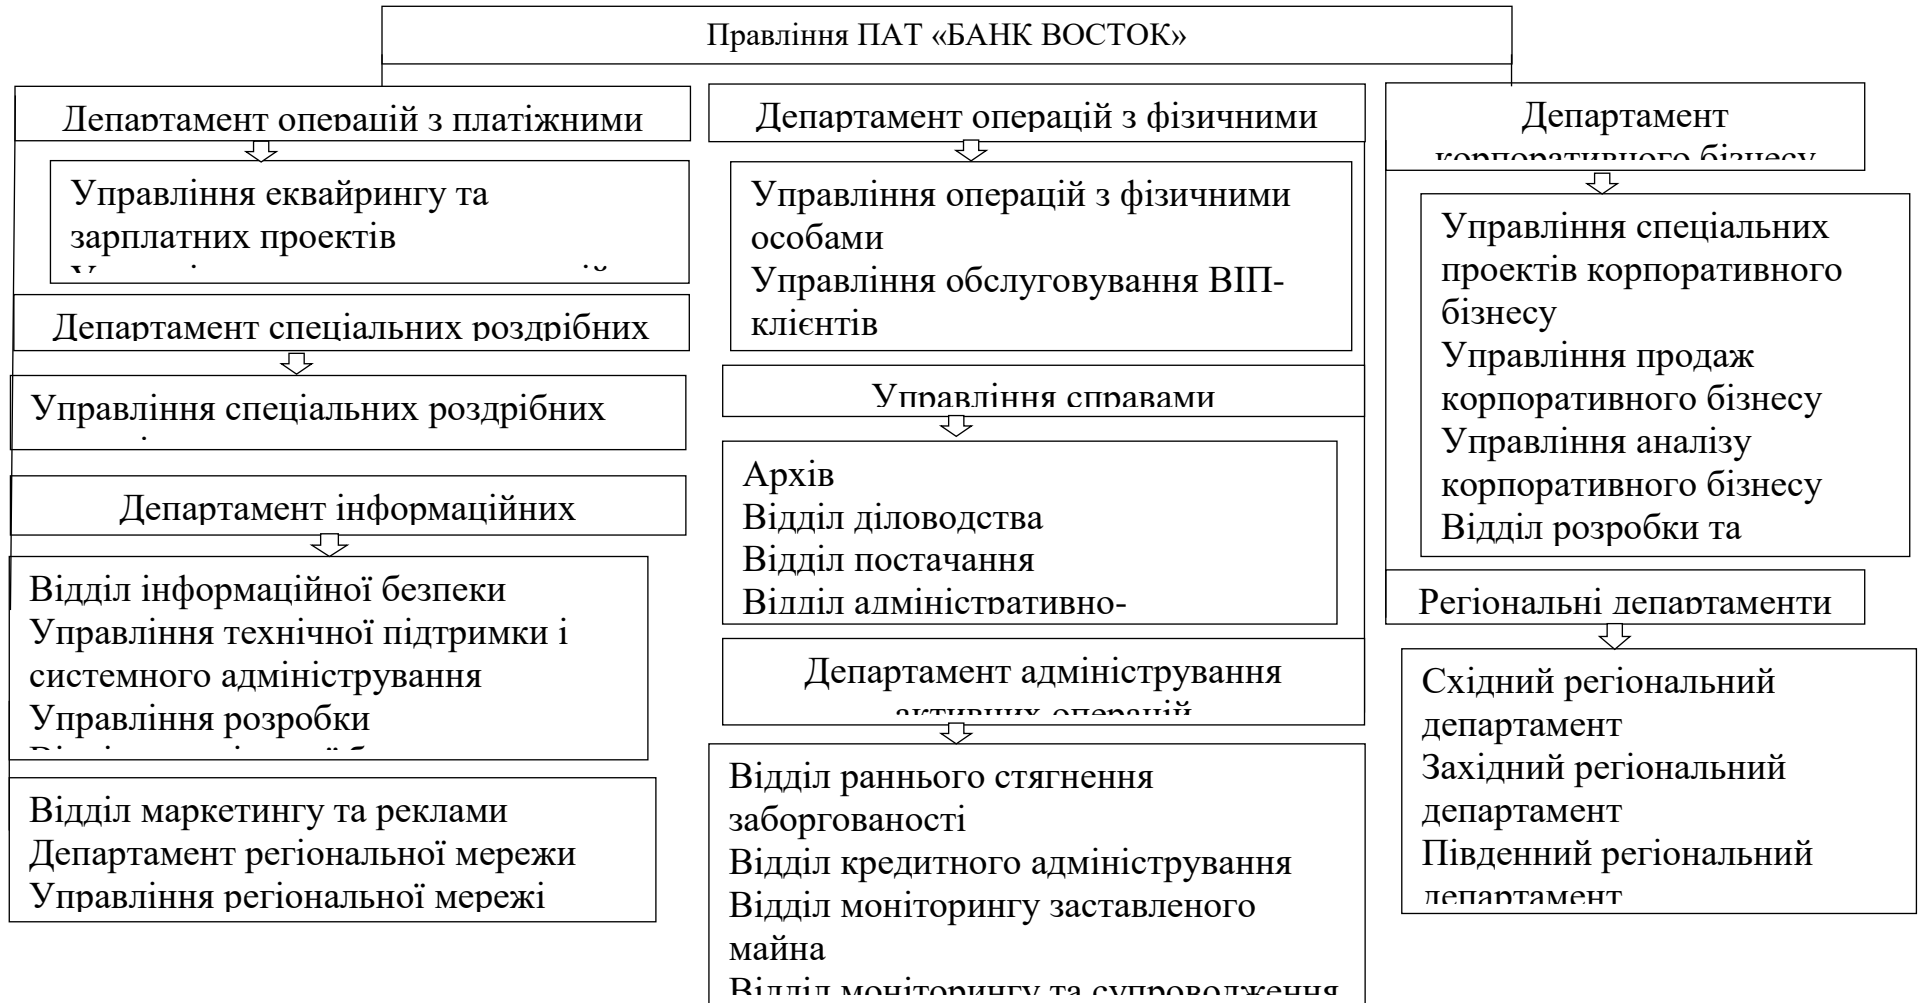 Правління ПАТ «БАНК ВОСТОК»
Департамент операцій з платіжними
Управління еквайрингу та
зарплатних проектів
Департамент спеціальних роздрібних
Управління спеціальних роздрібних
Департамент інформаційних
Відділ інформаційної безпеки
Управління технічної підтримки і
системного адміністрування
Управління розробки
Відділ маркетингу та реклами
Департамент регіональної мережи
Управління регіональної мережі
Департамент операцій з фізичними
Управління операцій з фізичними
особами
Управління обслуговування ВІП-
клієнтів
Управління справами
Архів
Відділ діловодства
Відділ постачання
Відділ адміністративно-
Департамент адміністрування
активних операцій
Відділ раннього стягнення
заборгованості
Відділ кредитного адміністрування
Відділ моніторингу заставленого
майна
Відділ моніторингу та супроводження
Департамент
корпоративного бізнесу
Управління спеціальних
проектів корпоративного
бізнесу
Управління продаж
корпоративного бізнесу
Управління аналізу
корпоративного бізнесу
Відділ розробки та
Регіональні департаменти
Східний регіональний
департамент
Західний регіональний
департамент
Південний регіональний
департамент